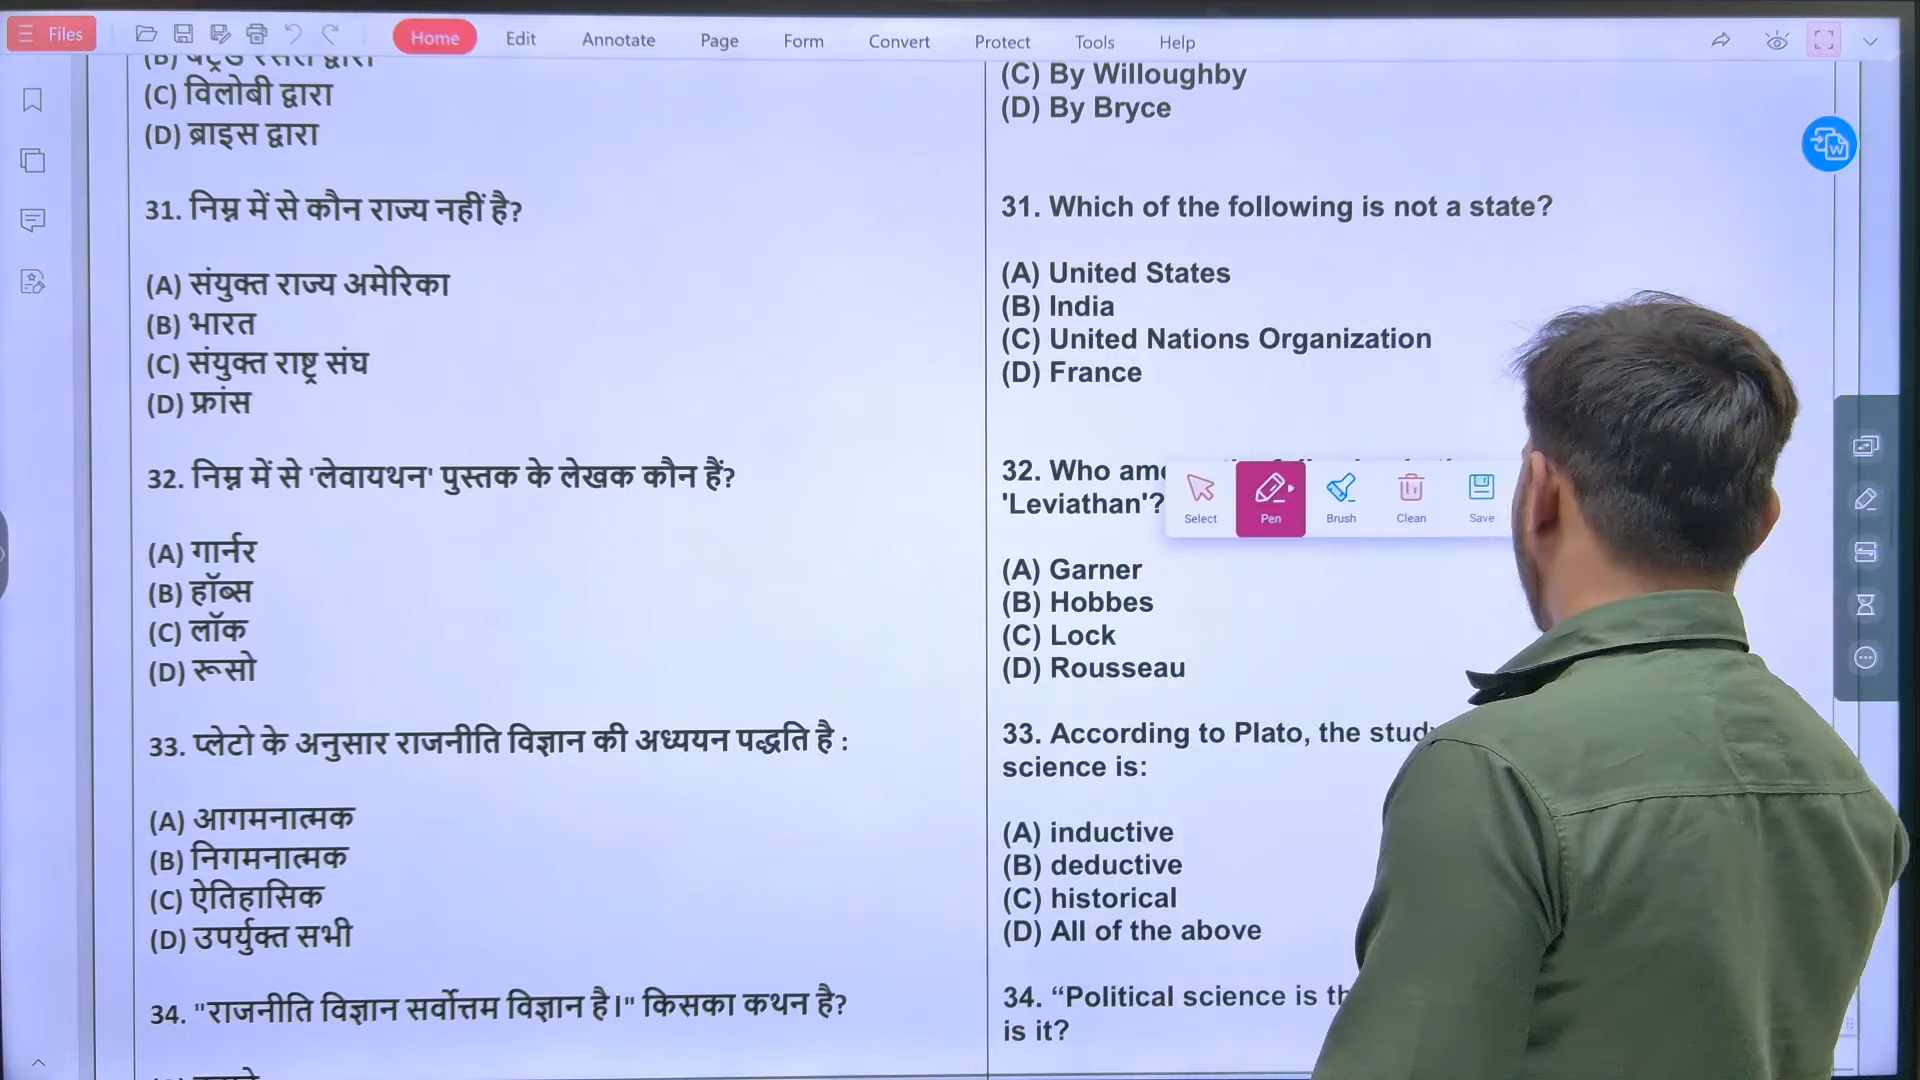 Files
Home
Edit
Annotate
Page
Form
Convert
Protect
Tools
Help
(C) विलोबी द्वारा
(D) ब्राइस द्वारा
31. निम्न में से कौन राज्य नहीं है?
(A) संयुक्त राज्य अमेरिका
(B) भारत
(C) संयुक्त राष्ट्र संघ
(D) फ्रांस
32. निम्न में से 'लेवायथन' पुस्तक के लेखक कौन हैं?
(A) गार्नर
(B) हॉब्स
(C) लॉक
(D) रूसो
33. प्लेटो के अनुसार राजनीति विज्ञान की अध्ययन पद्धति है :
(A) आगमनात्मक
(B) निगमनात्मक
(C) ऐतिहासिक
(D) उपर्युक्त सभी
34. "राजनीति विज्ञान सर्वोत्तम विज्ञान है।" किसका कथन है?
(C) By Willoughby
(D) By Bryce
31. Which of the following is not a state?
(A) United States
(B) India
(C) United Nations Organization
(D) France
32. Who
'Leviathan'?
Select
Pen
Brush
Clean
Save
(A) Garner
(B) Hobbes
(C) Lock
(D) Rousseau
33. According to Plato, the
science is:
(A) inductive
(B) deductive
(C) historical
(D) All of the above
34. “Political science is
is it?